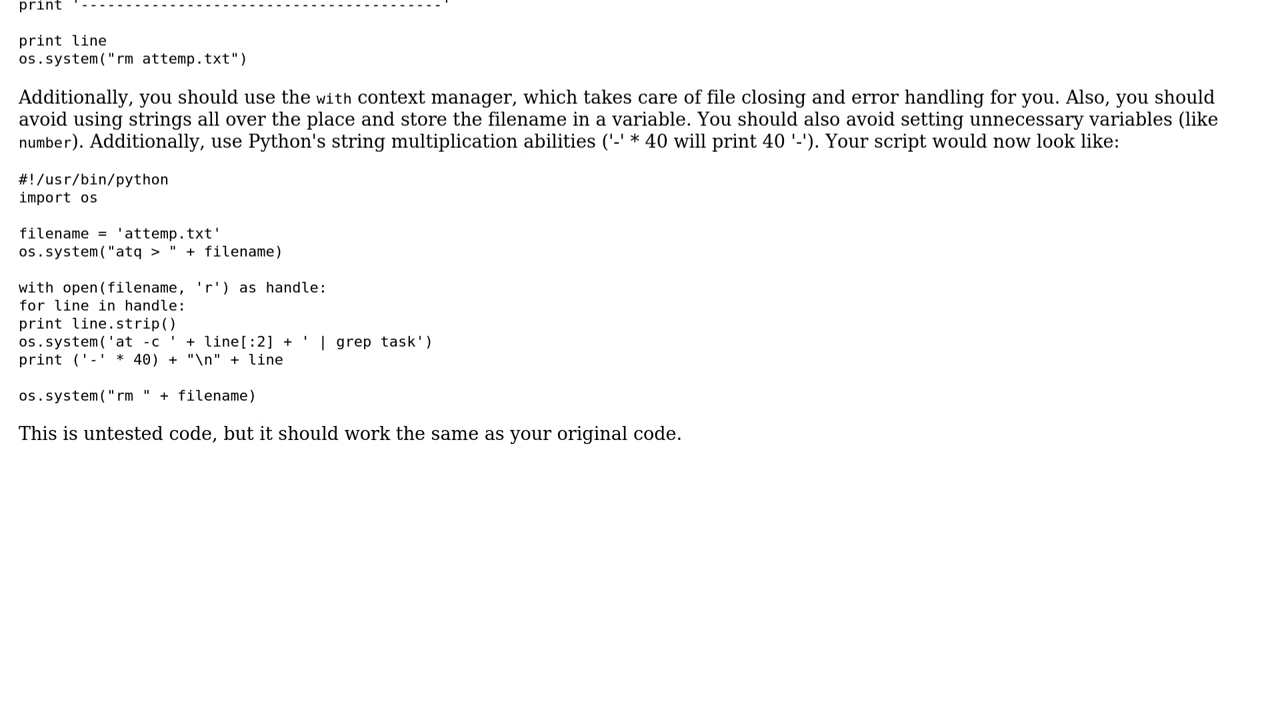 print '----------------------------------------'
print line
os.system("rm attemp.txt")
Additionally, you should use the with context manager, which takes care of file closing and error handling for you. Also, you should
avoid using strings all over the place and store the filename in a variable. You should also avoid setting unnecessary variables (like
number). Additionally, use Python's string multiplication abilities ('-' * 40 will print 40 '-'). Your script would now look like:
#!/usr/bin/python
import os
filename = 'attemp.txt'
os.system("atq > " + filename)
with open(filename, 'r') as handle:
for line in handle:
print line.strip()
os.system('at -c ' + line[:2] + ' | grep task')
print ('-' * 40) + "\n" + line
os.system("rm " + filename)
This is untested code, but it should work the same as your original code.